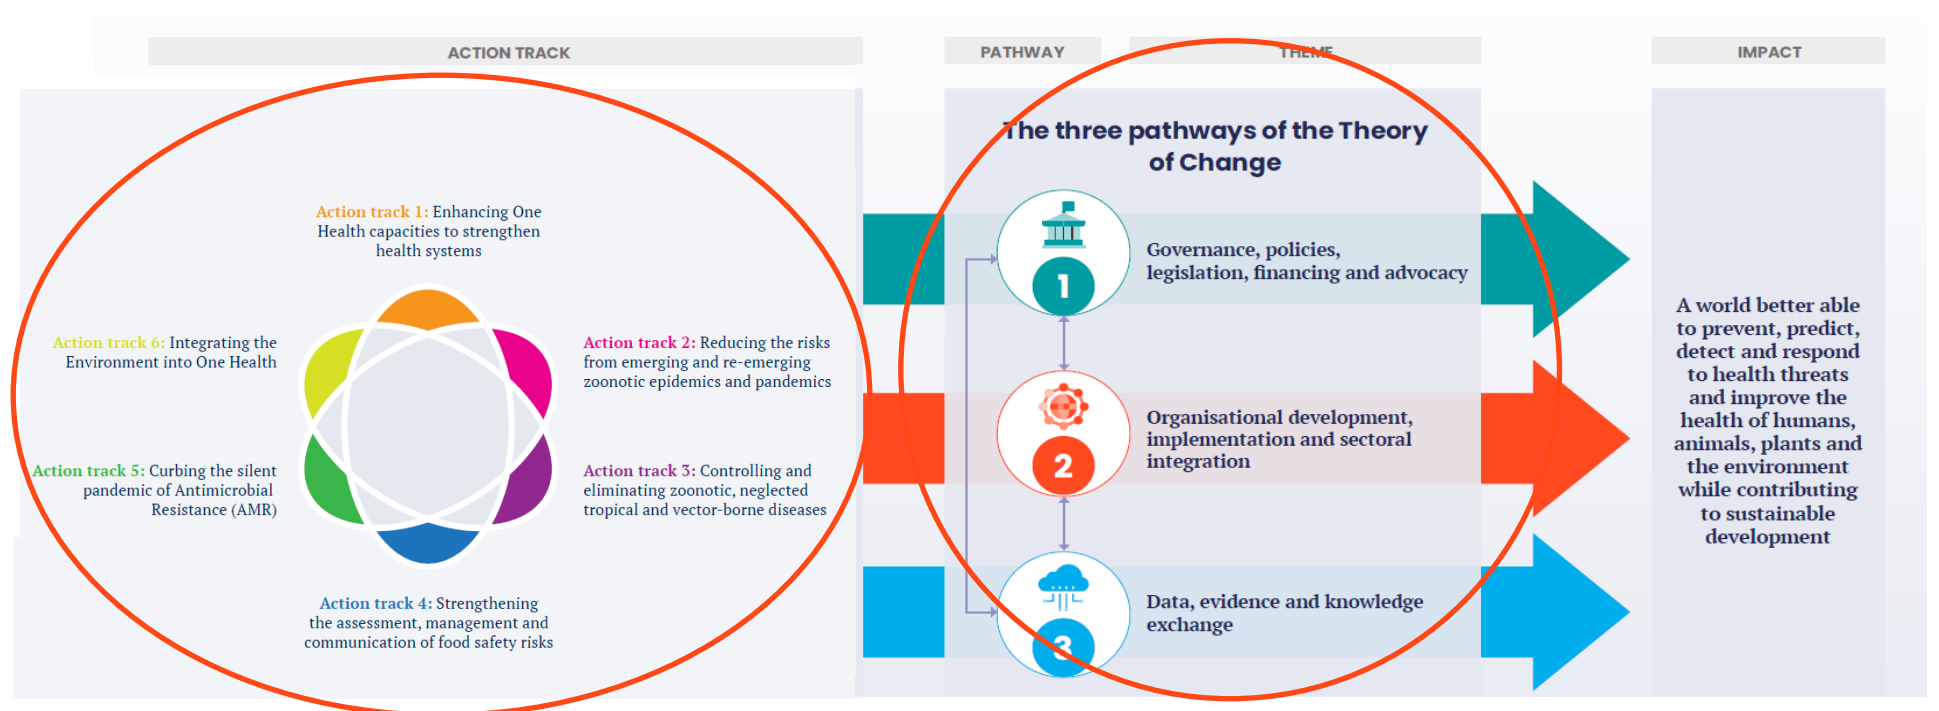 ACTION TRACK
PATHWAY
THEME
IMPACT
Action track 1: Enhancing One
Health capacities to strengthen
health systems
Action track 6: Integrating the
Environment into One Health
Action track 2: Reducing the risks
from emerging and re-emerging
zoonotic epidemics and pandemics
Action track 5: Curbing the silent
pandemic of Antimicrobial
Resistance (AMR)
Action track 3: Controlling and
eliminating zoonotic, neglected
tropical and vector-borne diseases
Action track 4: Strengthening
the assessment, management and
communication of food safety risks
The three pathways of the Theory
of Change
1
Governance, policies,
legislation, financing and advocacy
2
Organisational development,
implementation and sectoral
integration
3
Data, evidence and knowledge
exchange
A world better able
to prevent, predict,
detect and respond
to health threats
and improve the
health of humans,
animals, plants and
the environment
while contributing
to sustainable
development